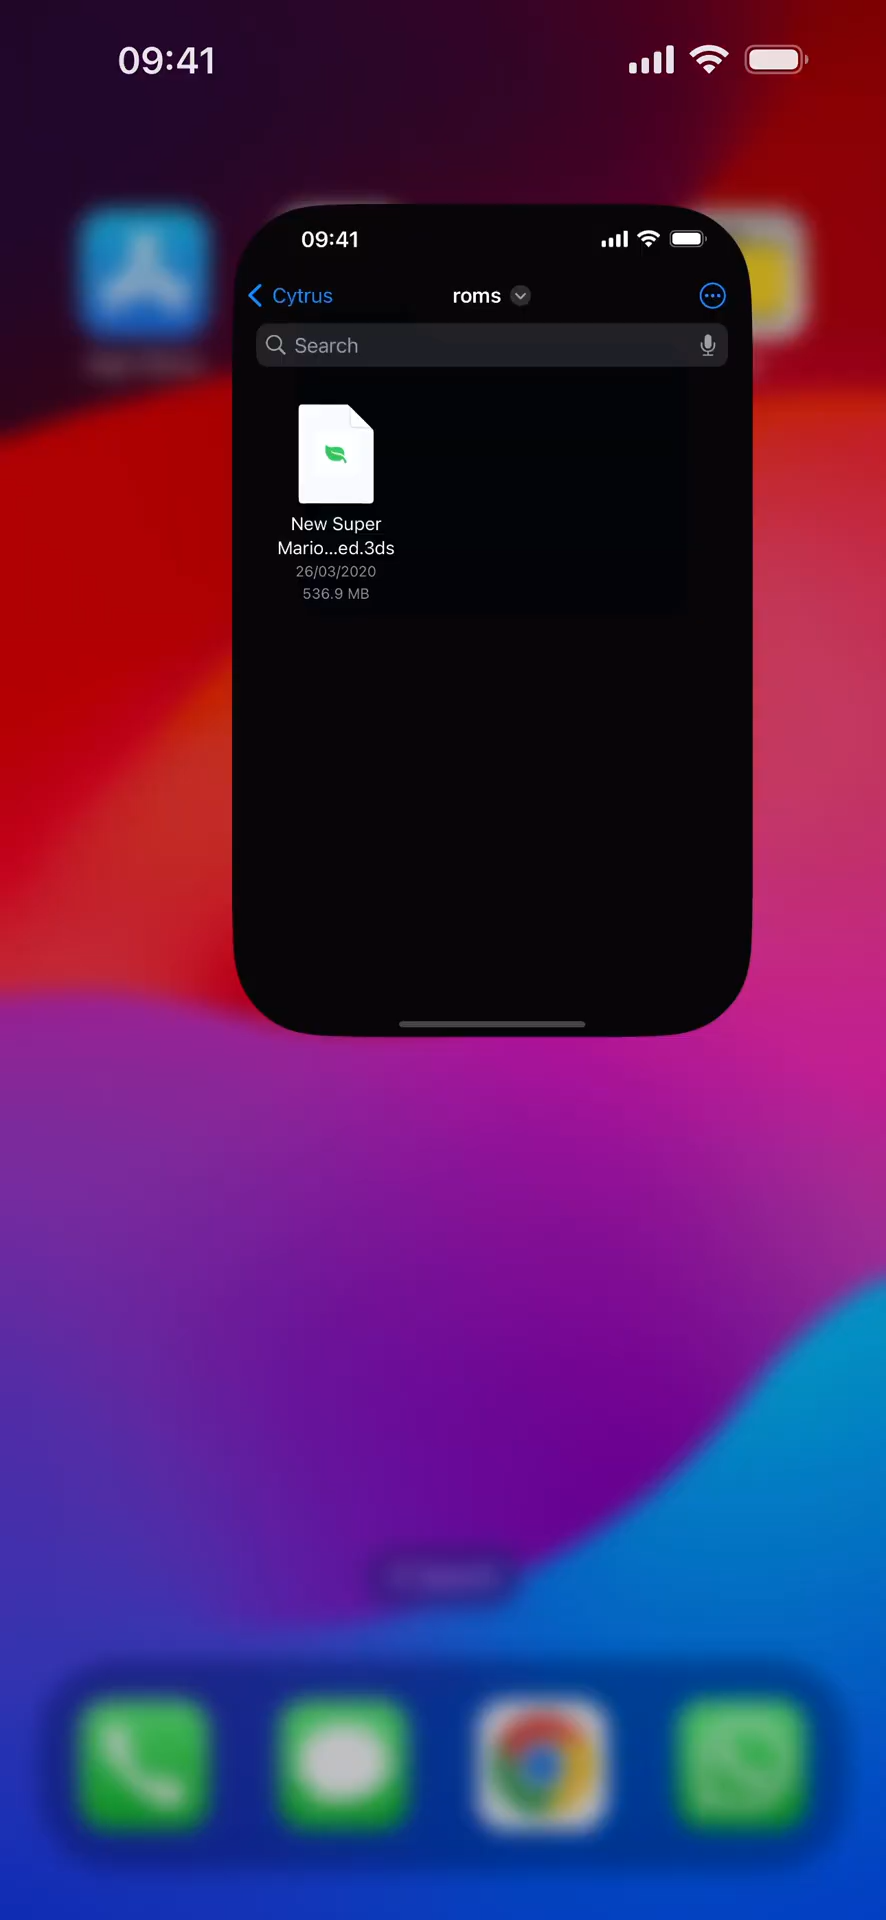 09:41
09:41
Cytrus
roms
Search
New Super
Mario...ed.3ds
26/03/2020
536.9 MB